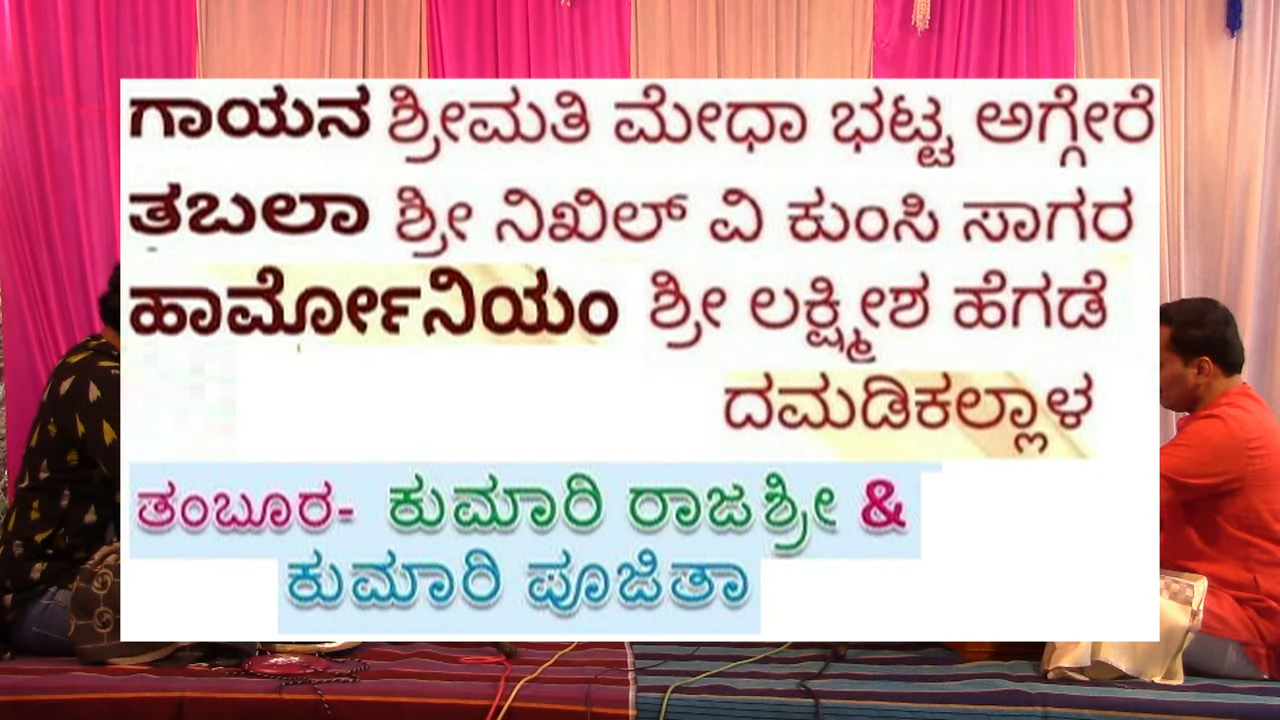 ಗಾಯನ ಶ್ರೀಮತಿ ಮೇಧಾ ಭಟ್ಟ ಅಗ್ಗೇರೆ
ತಬಲಾ ಶ್ರೀ ನಿಖಿಲ್ ವಿ ಕುಂಸಿ ಸಾಗರ
ಹಾರ್ಮೋನಿಯಂ ಶ್ರೀ ಲಕ್ಷ್ಮೀಶ ಹೆಗಡೆ
ದಮಡಿಕಲ್ಲಾಳ
ತಂಬೂರ- ಕುಮಾರಿ ರಾಜಶ್ರೀ &
ಕುಮಾರಿ ಪೂಜಿತಾ